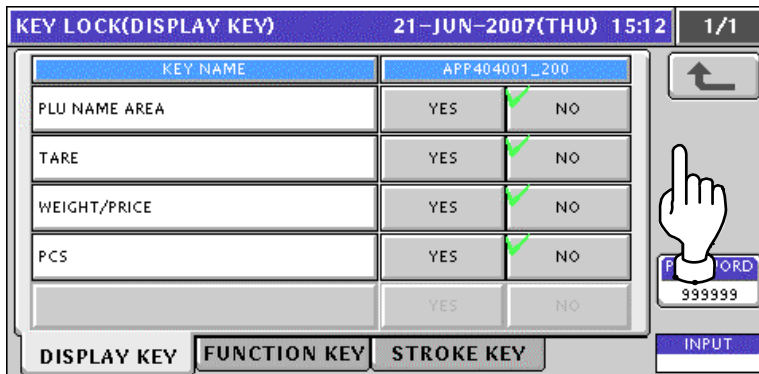 KEY LOCK(DISPLAY KEY) 21-JUN-2007(THU) 15:12 1/1
KEY NAME APP404001_200
PLU NAME AREA YES NO
TARE YES NO
WEIGHT/PRICE YES NO
PCS YES NO
YES NO
999999
DISPLAY KEY FUNCTION KEY STROKE KEY
INPUT